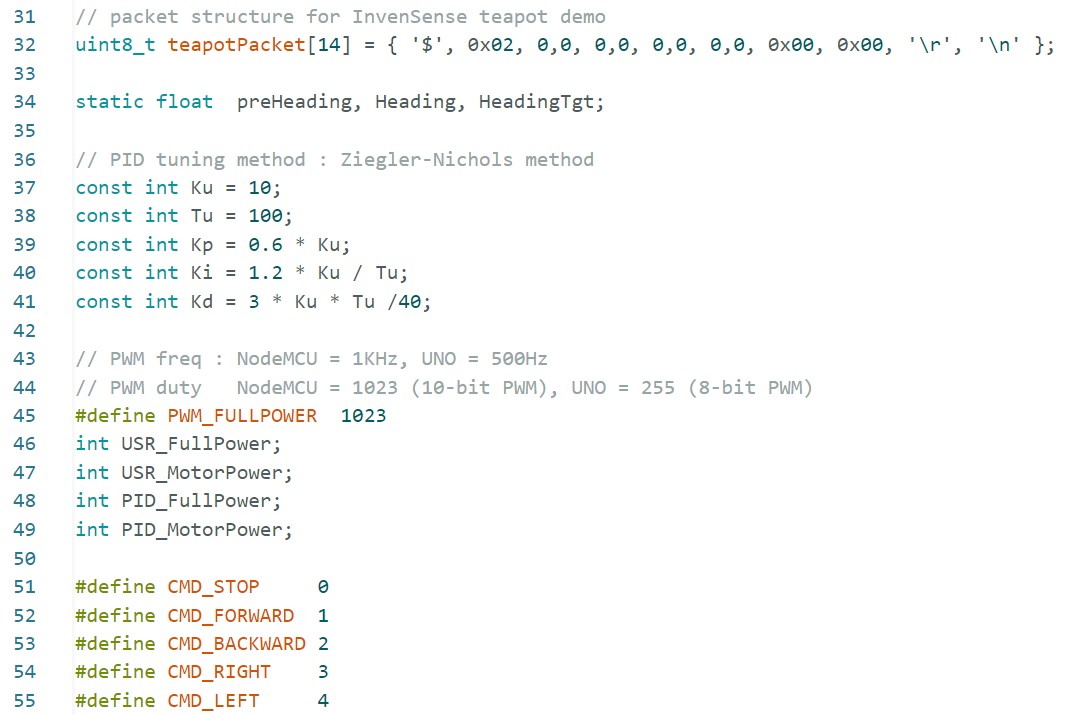 31 // packet structure for InvenSense teapot demo
32 uint8_t teapotPacket[14] = { '$', 0x02, 0,0, 0,0, 0,0, 0,0, 0x00, 0x00, '\r', '\n' };
33
34 static float  preHeading, Heading, HeadingTgt;
35
36 // PID tuning method : Ziegler-Nichols method
37 const int Ku = 10;
38 const int Tu = 100;
39 const int Kp = 0.6 * Ku;
40 const int Ki = 1.2 * Ku / Tu;
41 const int Kd = 3 * Ku * Tu /40;
42
43 // PWM freq : NodeMCU = 1KHz, UNO = 500Hz
44 // PWM duty   NodeMCU = 1023 (10-bit PWM), UNO = 255 (8-bit PWM)
45 #define PWM_FULLPOWER  1023
46 int USR_FullPower;
47 int USR_MotorPower;
48 int PID_FullPower;
49 int PID_MotorPower;
50
51 #define CMD_STOP     0
52 #define CMD_FORWARD  1
53 #define CMD_BACKWARD 2
54 #define CMD_RIGHT    3
55 #define CMD_LEFT     4